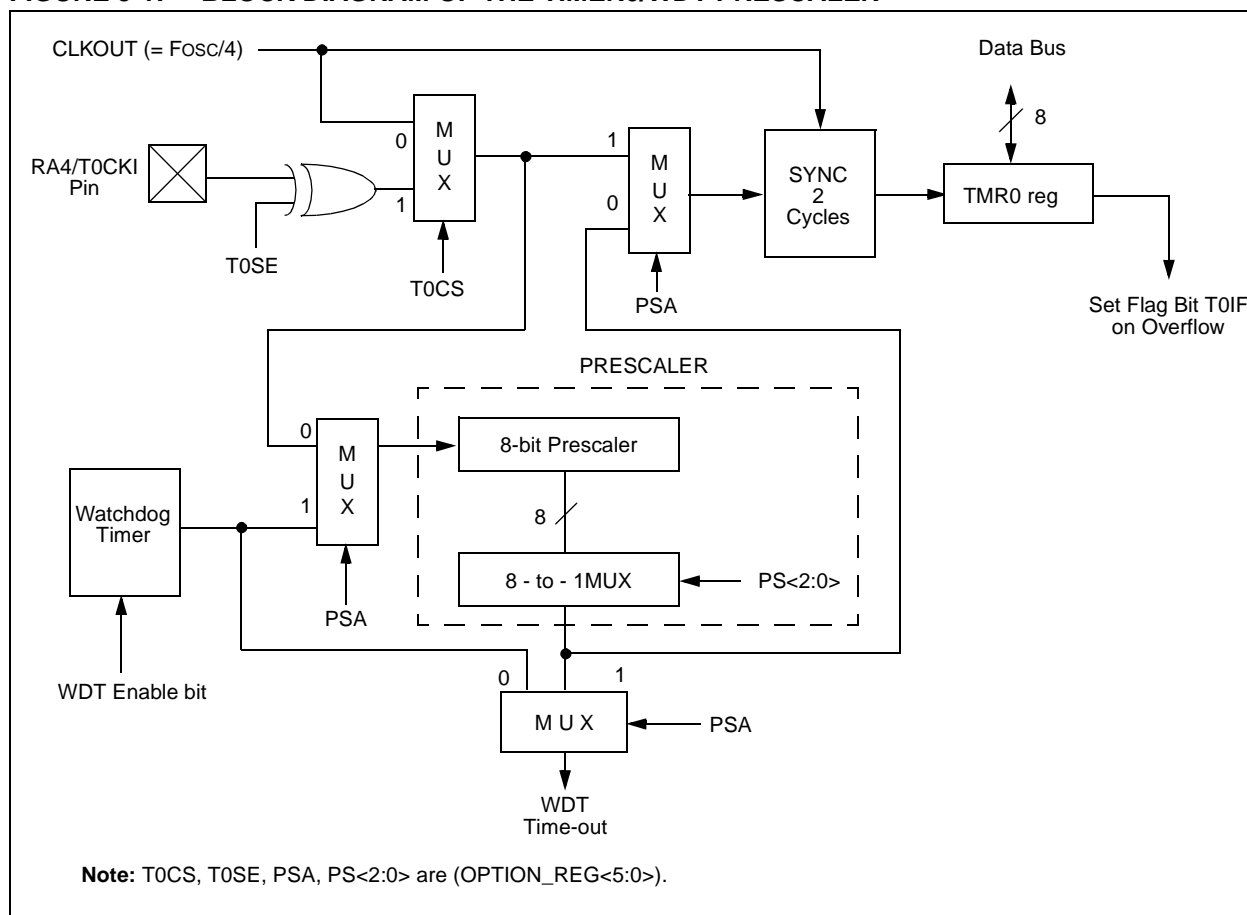 CLKOUT (= FOSC/4)
Data Bus
8
M
U
X
0
1
RA4/T0CKI
Pin
T0SE
T0CS
1
0
M
U
X
PSA
SYNC
2
Cycles
TMR0 reg
Set Flag Bit T0IF
on Overflow
PRESCALER
0
1
M
U
X
8-bit Prescaler
Watchdog
Timer
8
8 - to - 1MUX
PS<2:0>
PSA
WDT Enable bit
0
1
M U X
PSA
WDT
Time-out
Note: T0CS, T0SE, PSA, PS<2:0> are (OPTION_REG<5:0>).